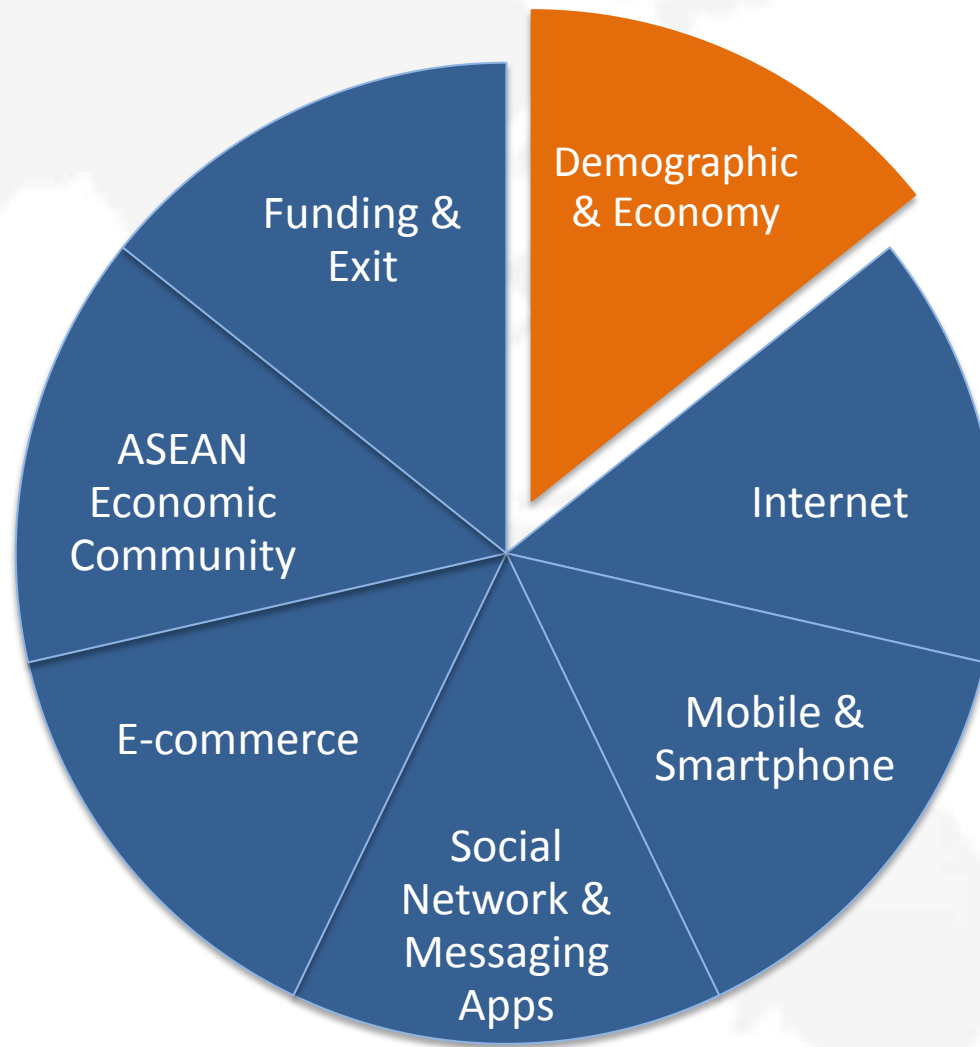 Demographic
& Economy
Internet
Mobile &
Smartphone
Social
Network &
Messaging
Apps
E-commerce
ASEAN
Economic
Community
Funding &
Exit